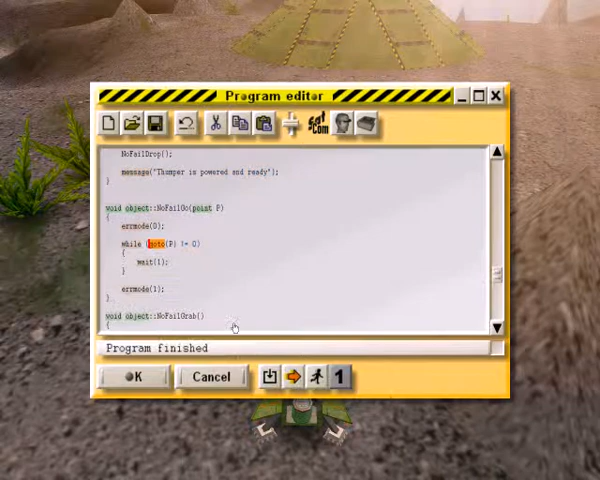 Program editor
SatCom
NoFailDrop();
message("Thumper is powered and ready");
}
void object::NoFailGo(point P)
{
errmode(0);
while (goto(P) != 0)
{
wait(1);
}
errmode(1);
}
void object::NoFailGrab()
{
Program finished
OK
Cancel
1